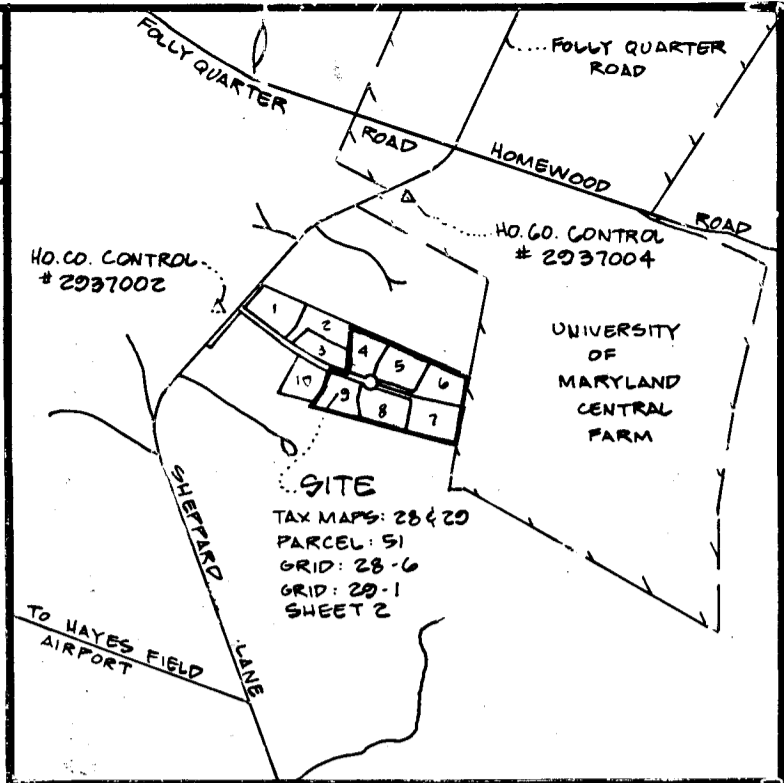 FOLLY QUARTER
ROAD
.....FOLLY QUARTER
ROAD
HOMEWOOD
ROAD
HO.CO. CONTROL
# 2937002
HO.CO. CONTROL
# 2937004
1
2
3
4
5
6
7
8
9
10
UNIVERSITY
OF
MARYLAND
CENTRAL
FARM
SITE
TAX MAPS: 28 & 29
PARCEL: 51
GRID: 28-6
GRID: 29-1
SHEET 2
SHEPPARD
LANE
TO HAYES FIELD
AIRPORT